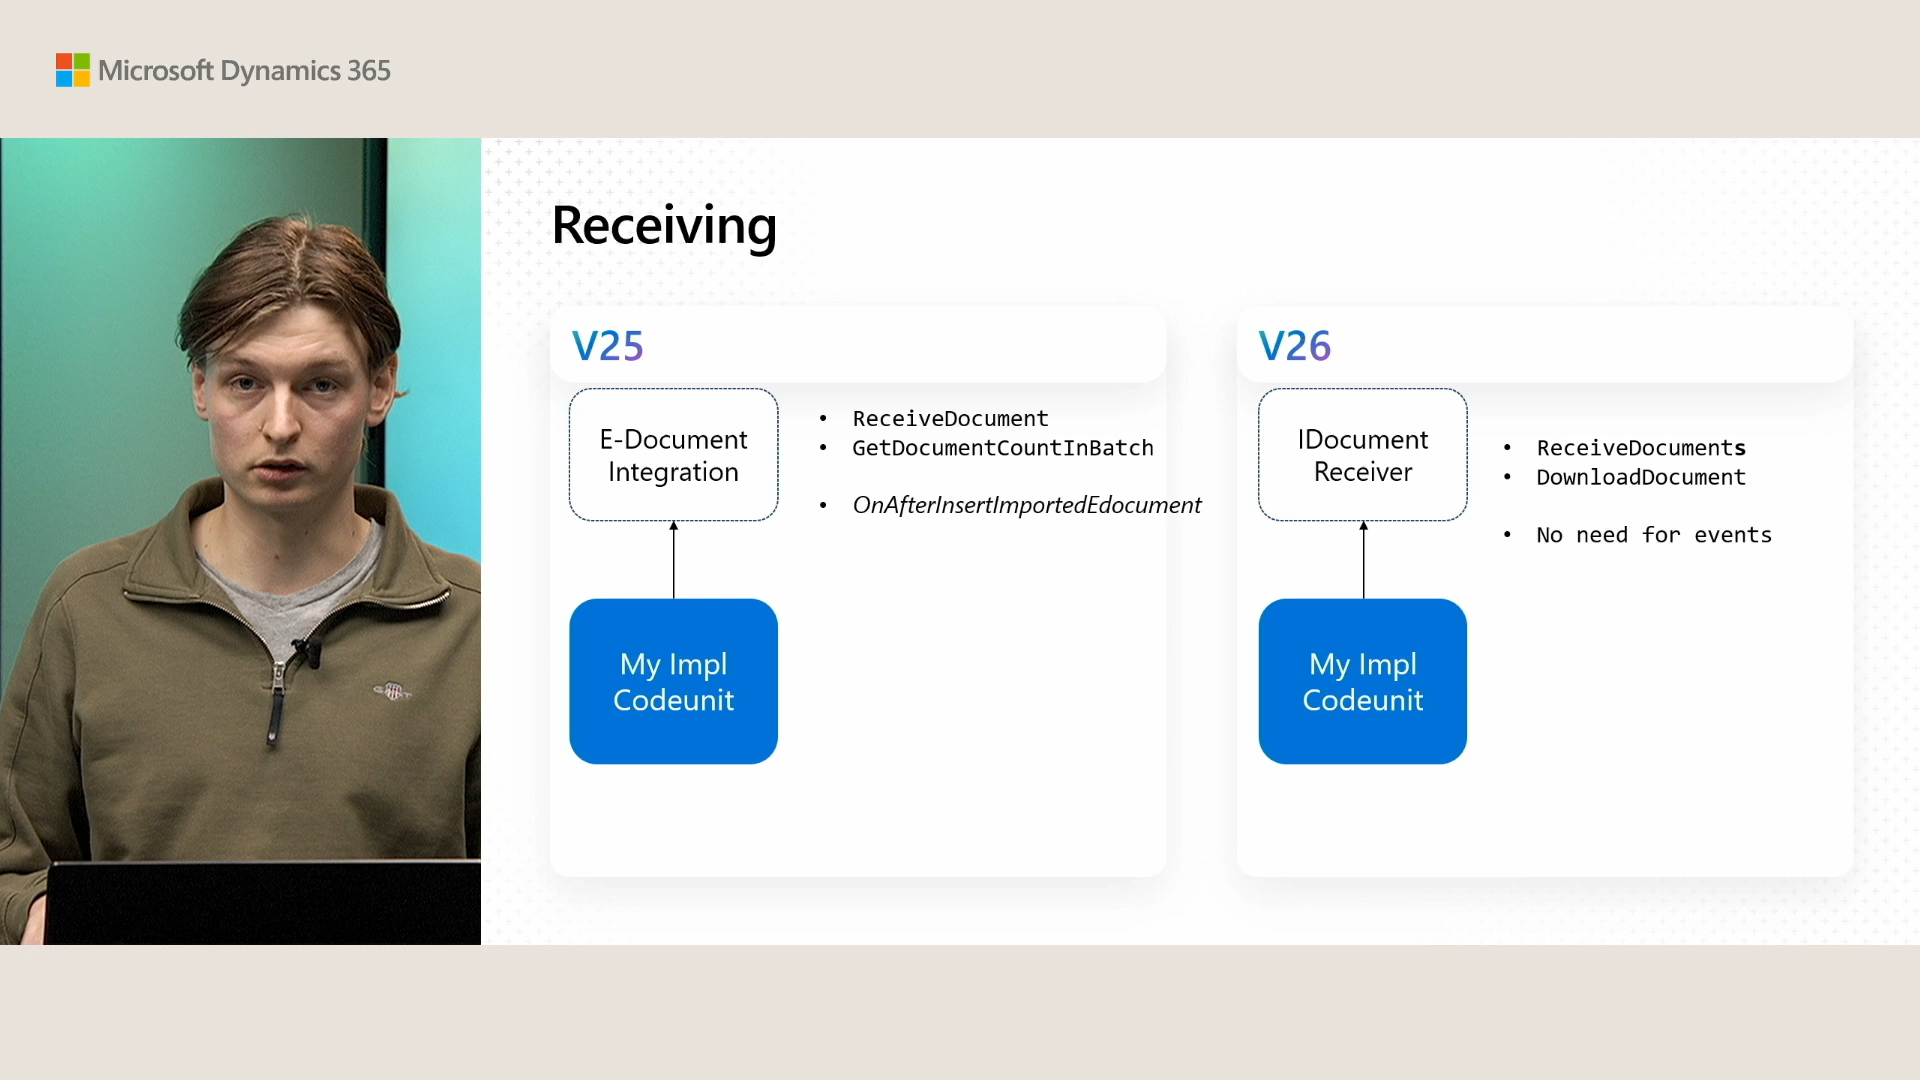 Microsoft Dynamics 365
Receiving
V25
E-Document
Integration
• ReceiveDocument
• GetDocumentCountInBatch
• OnAfterInsertImportedEdocument
My Impl
Codeunit
V26
IDocument
Receiver
• ReceiveDocuments
• DownloadDocument
• No need for events
My Impl
Codeunit